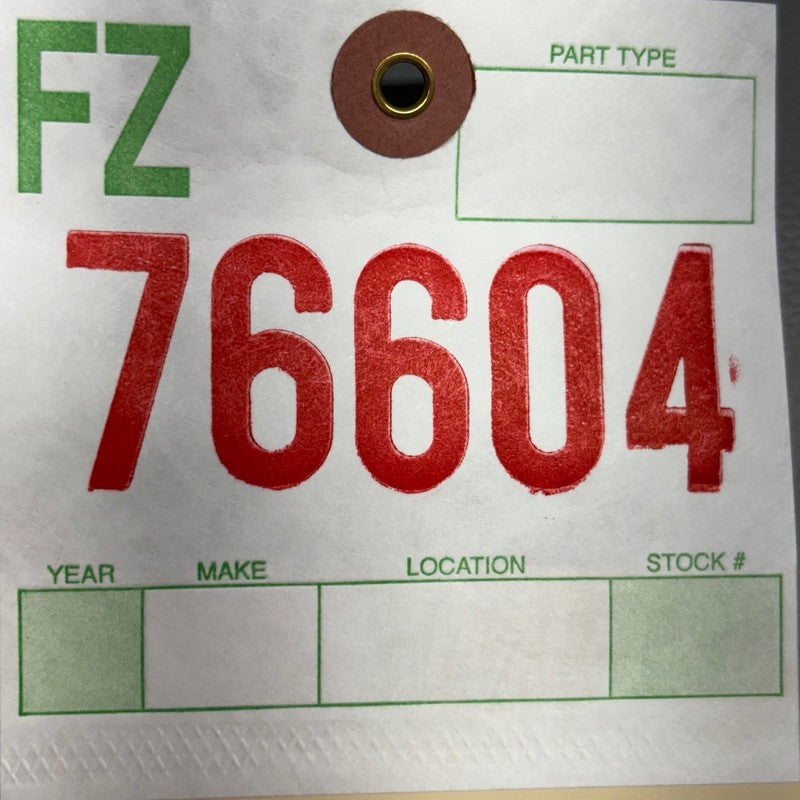 FZ
PART TYPE
76604
YEAR MAKE LOCATION STOCK #